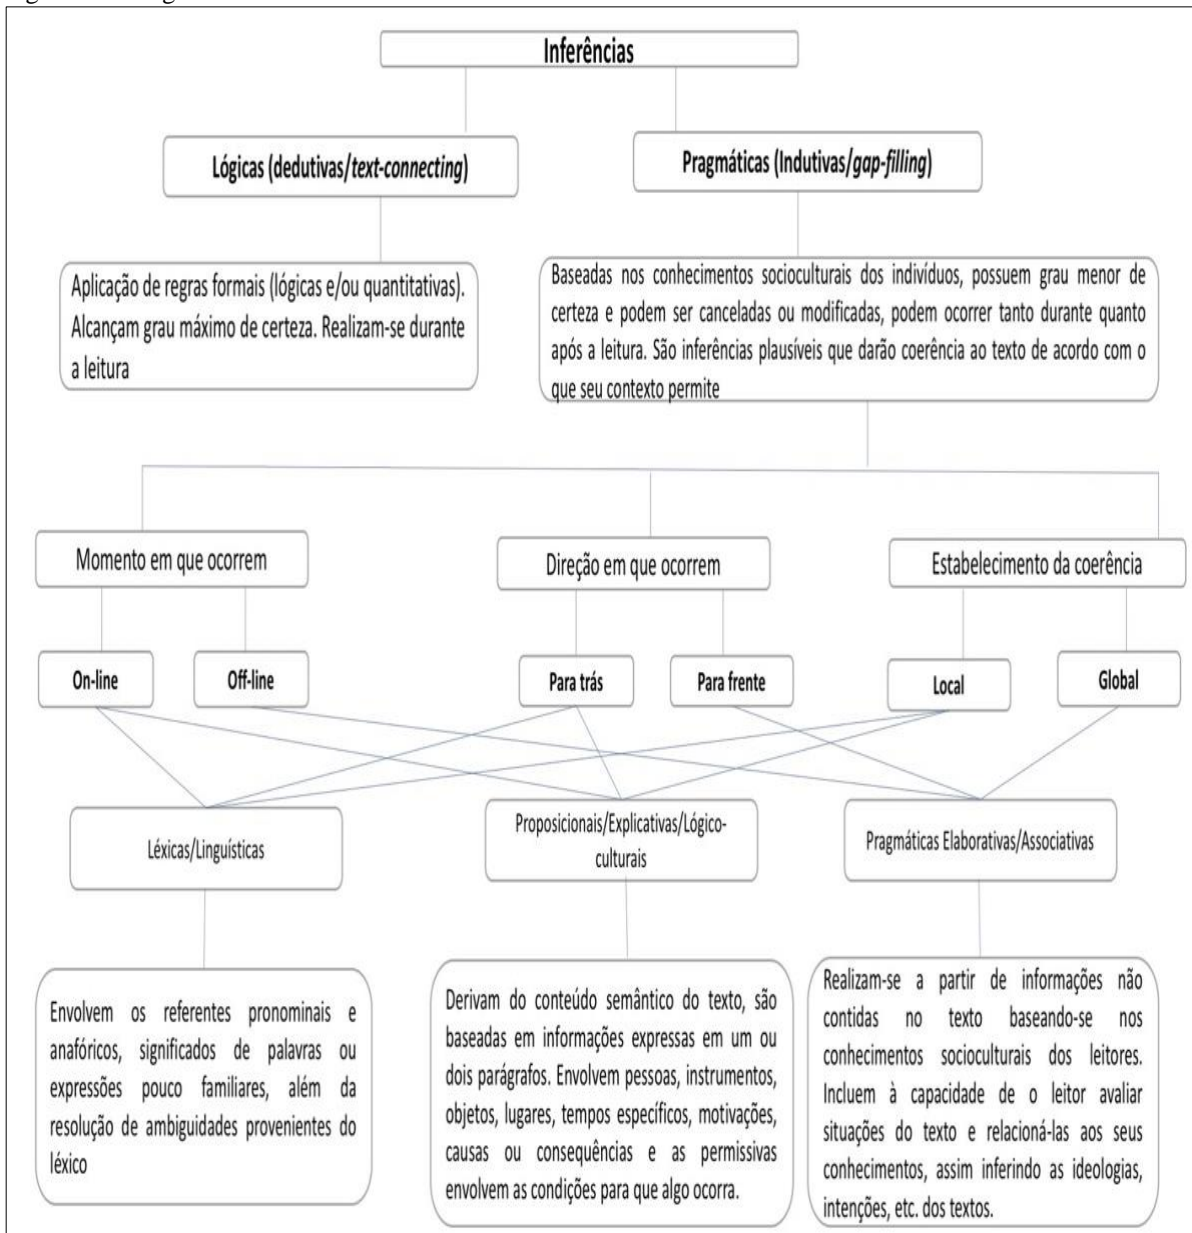 Inferências
Lógicas (dedutivas/text-connecting)
Pragmáticas (Indutivas/gap-filling)
Aplicação de regras formais (lógicas e/ou quantitativas).
Alcançam grau máximo de certeza. Realizam-se durante
a leitura
Baseadas nos conhecimentos socioculturais dos indivíduos, possuem grau menor de
certeza e podem ser canceladas ou modificadas, podem ocorrer tanto durante quanto
após a leitura. São inferências plausíveis que darão coerência ao texto de acordo com o
que seu contexto permite
Momento em que ocorrem
Direção em que ocorrem
Estabelecimento da coerência
On-line
Off-line
Para trás
Para frente
Local
Global
Léxicas/Linguísticas
Proposicionais/Explicativas/Lógico-
culturais
Pragmáticas Elaborativas/Associativas
Envolvem os referentes pronominais e
anafóricos, significados de palavras ou
expressões pouco familiares, além da
resolução de ambiguidades provenientes do
léxico
Derivam do conteúdo semântico do texto, são
baseadas em informações expressas em um ou
dois parágrafos. Envolvem pessoas, instrumentos,
objetos, lugares, tempos específicos, motivações,
causas ou consequências e as permissivas
envolvem as condições para que algo ocorra.
Realizam-se a partir de informações não
contidas no texto baseando-se nos
conhecimentos socioculturais dos leitores.
Incluem à capacidade de o leitor avaliar
situações do texto e relacioná-las aos seus
conhecimentos, assim inferindo as ideologias,
intenções, etc. dos textos.